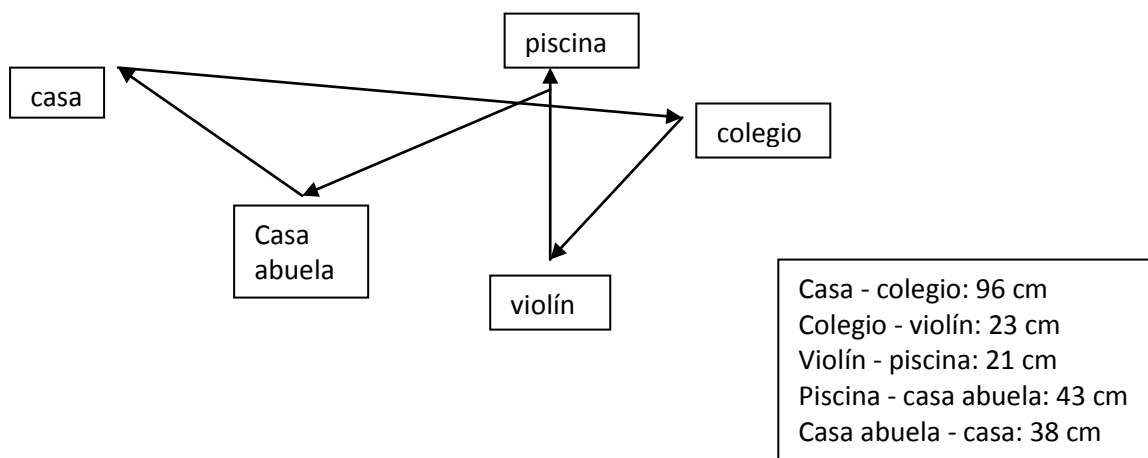 piscina
casa
colegio
Casa
abuela
violín
Casa - colegio: 96 cm
Colegio - violín: 23 cm
Violín - piscina: 21 cm
Piscina - casa abuela: 43 cm
Casa abuela - casa: 38 cm